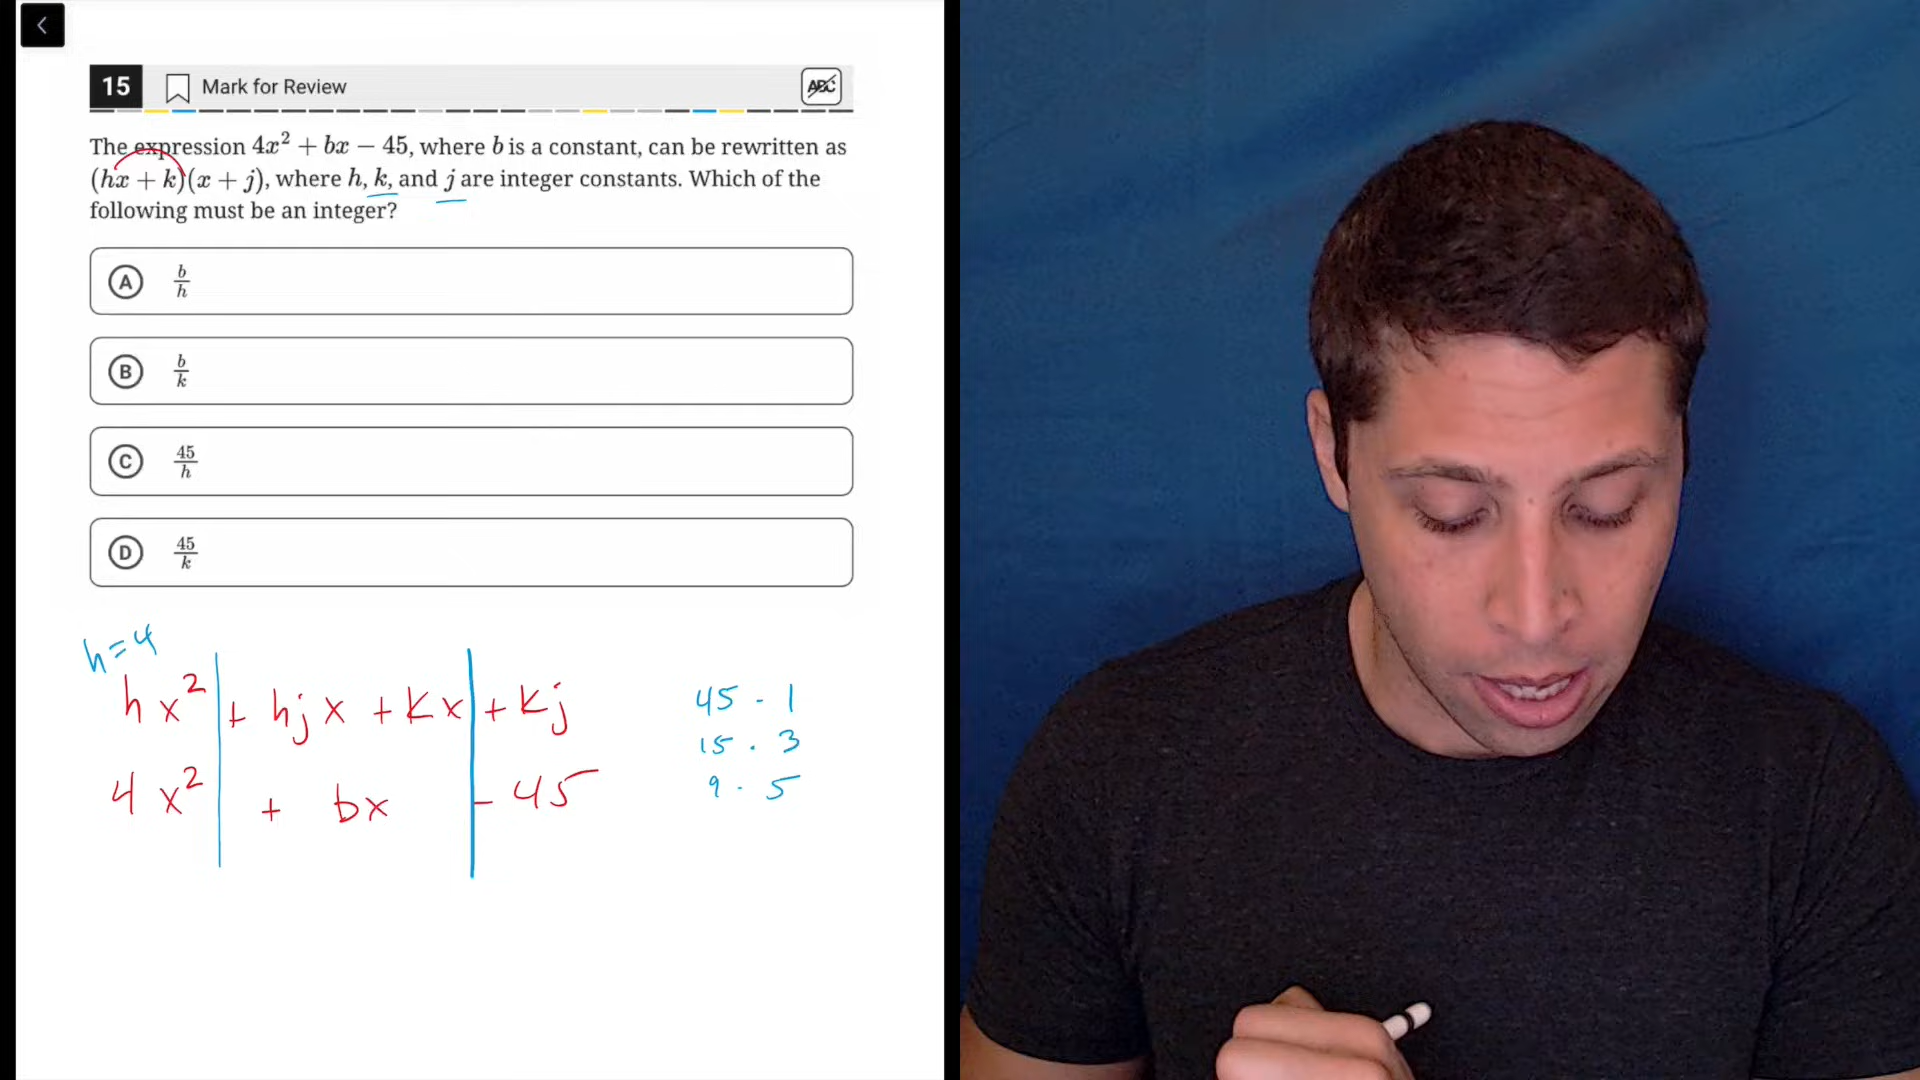 15 Mark for Review ABC
The expression 4x² + bx − 45, where b is a constant, can be rewritten as
(hx + k)(x + j), where h, k, and j are integer constants. Which of the
following must be an integer?
A b/h
B b/k
C 45/h
D 45/k
h=4
hx² + hjx + kx + kj
4x² + bx - 45
45 · 1
15 · 3
9 · 5